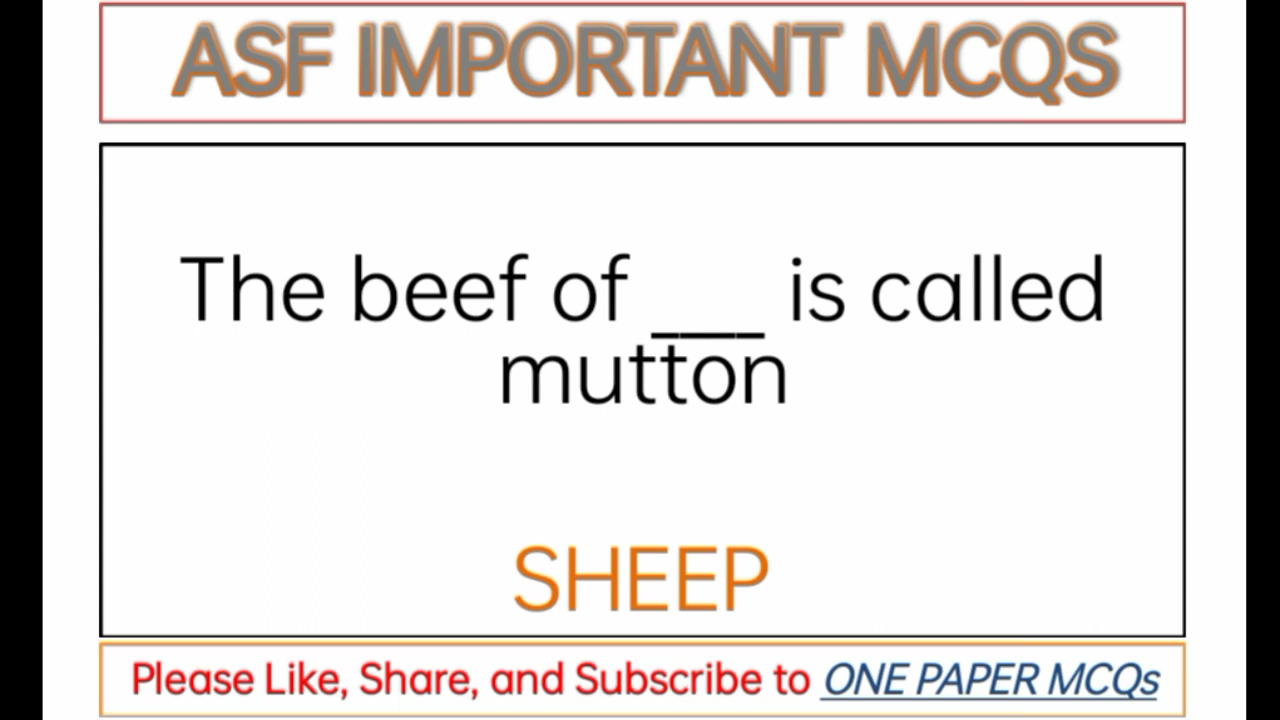 ASF IMPORTANT MCQS
The beef of ___ is called
mutton
SHEEP
Please Like, Share, and Subscribe to ONE PAPER MCQs